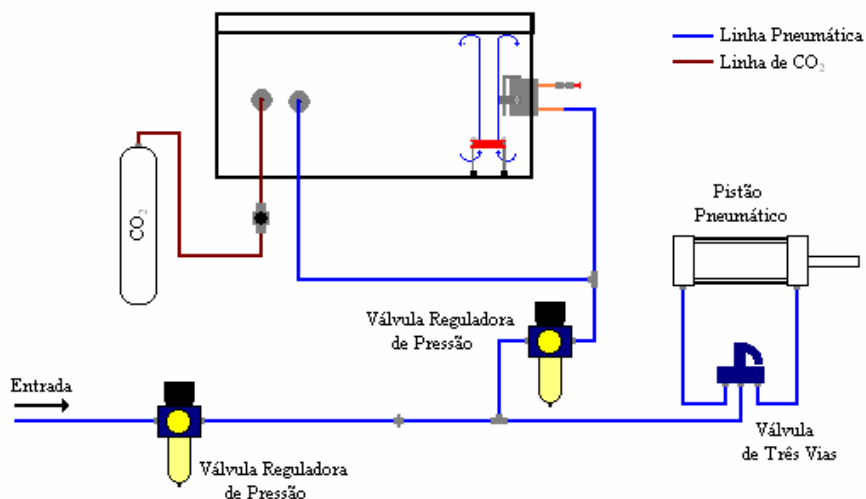 Linha Pneumática
Linha de CO₂
CO₂
Pistão
Pneumático
Válvula Reguladora
de Pressão
Entrada
Válvula Reguladora
de Pressão
Válvula
de Três Vias